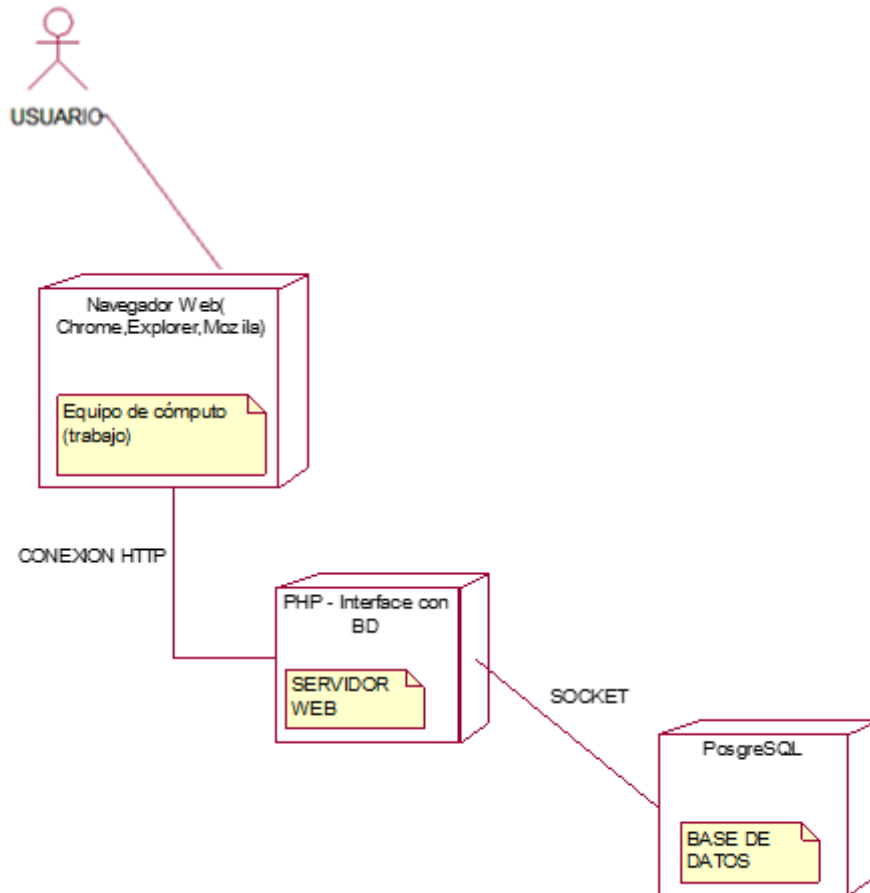 USUARIO
Navegador Web(
Chrome,Explorer,Mozila)
Equipo de cómputo
(trabajo)
CONEXION HTTP
PHP - Interface con
BD
SERVIDOR
WEB
SOCKET
PosgreSQL
BASE DE
DATOS